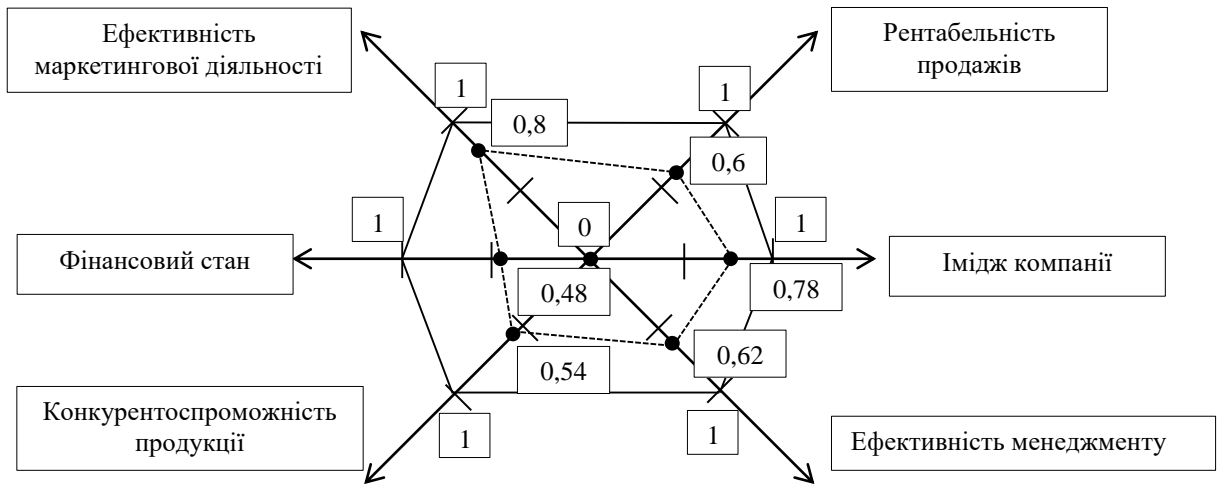 Ефективність
маркетингової діяльності
Рентабельність
продажів
1
1
0,8
0,6
1
0
1
Фінансовий стан
Імідж компанії
0,48
0,78
0,54
0,62
Конкурентоспроможність
продукції
1
1
Ефективність менеджменту